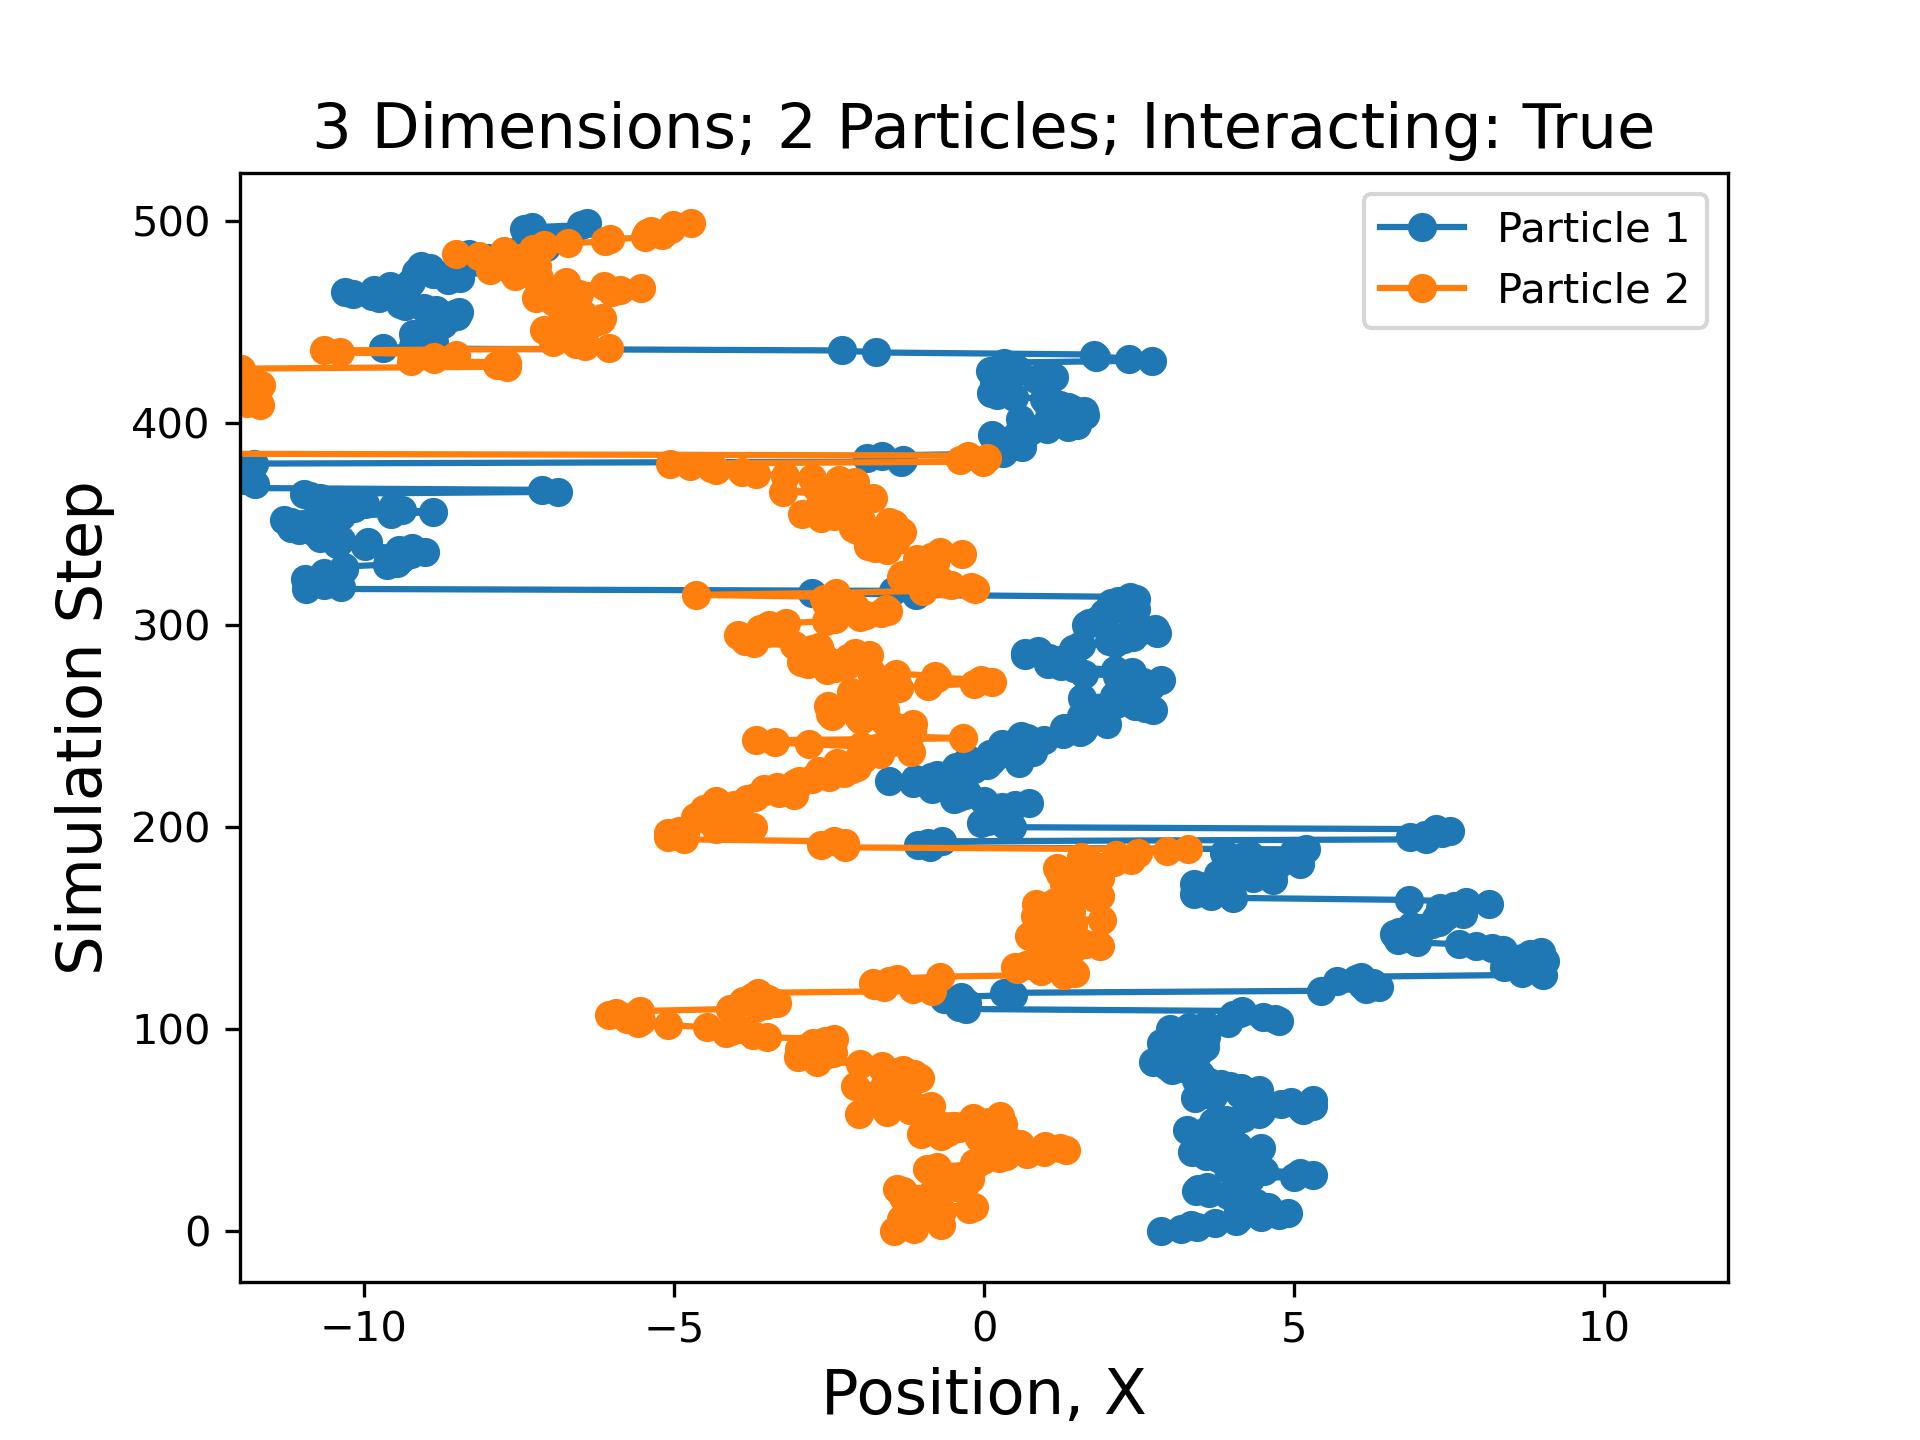 3 Dimensions; 2 Particles; Interacting: True
Particle 1
Particle 2
500
400
300
200
100
0
Simulation Step
−10
−5
0
5
10
Position, X